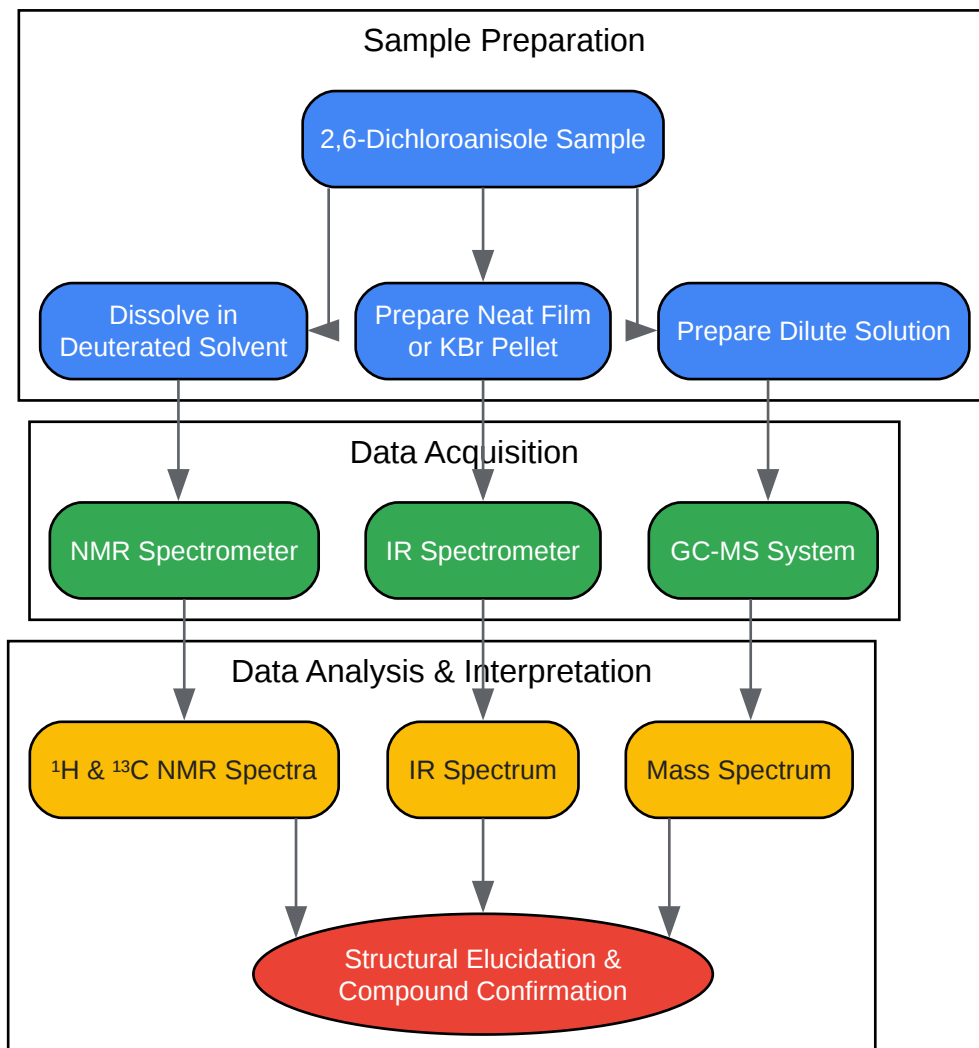 Sample Preparation
2,6-Dichloroanisole Sample
Dissolve in
Deuterated Solvent
Prepare Neat Film
or KBr Pellet
Prepare Dilute Solution
Data Acquisition
NMR Spectrometer
IR Spectrometer
GC-MS System
Data Analysis & Interpretation
¹H & ¹³C NMR Spectra
IR Spectrum
Mass Spectrum
Structural Elucidation &
Compound Confirmation